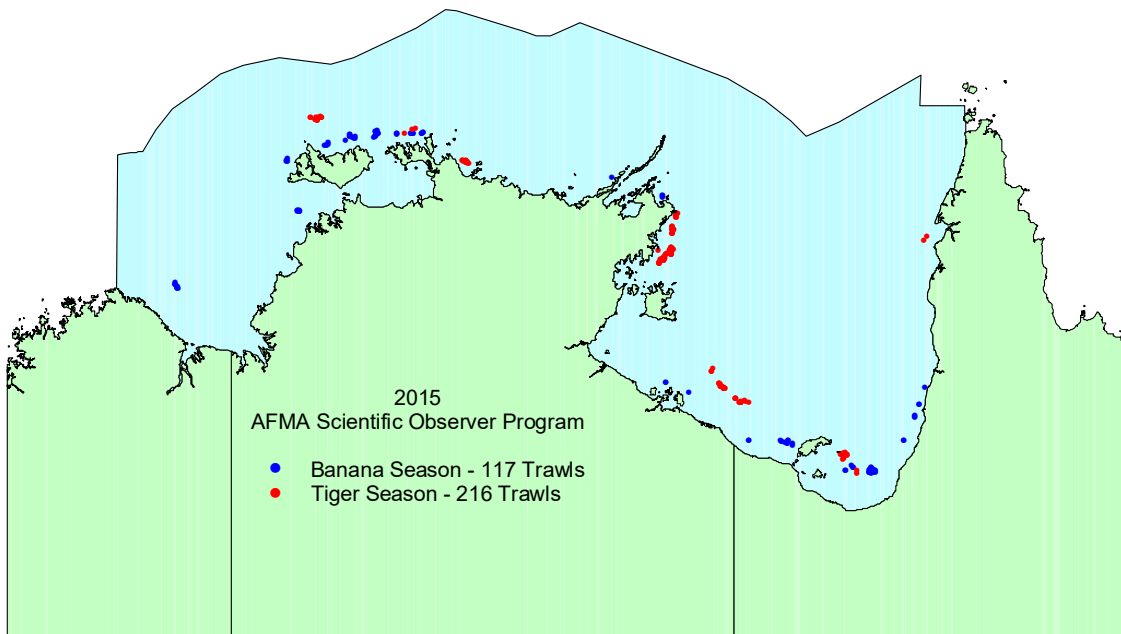 2015
AFMA Scientific Observer Program
Banana Season - 117 Trawls
Tiger Season - 216 Trawls